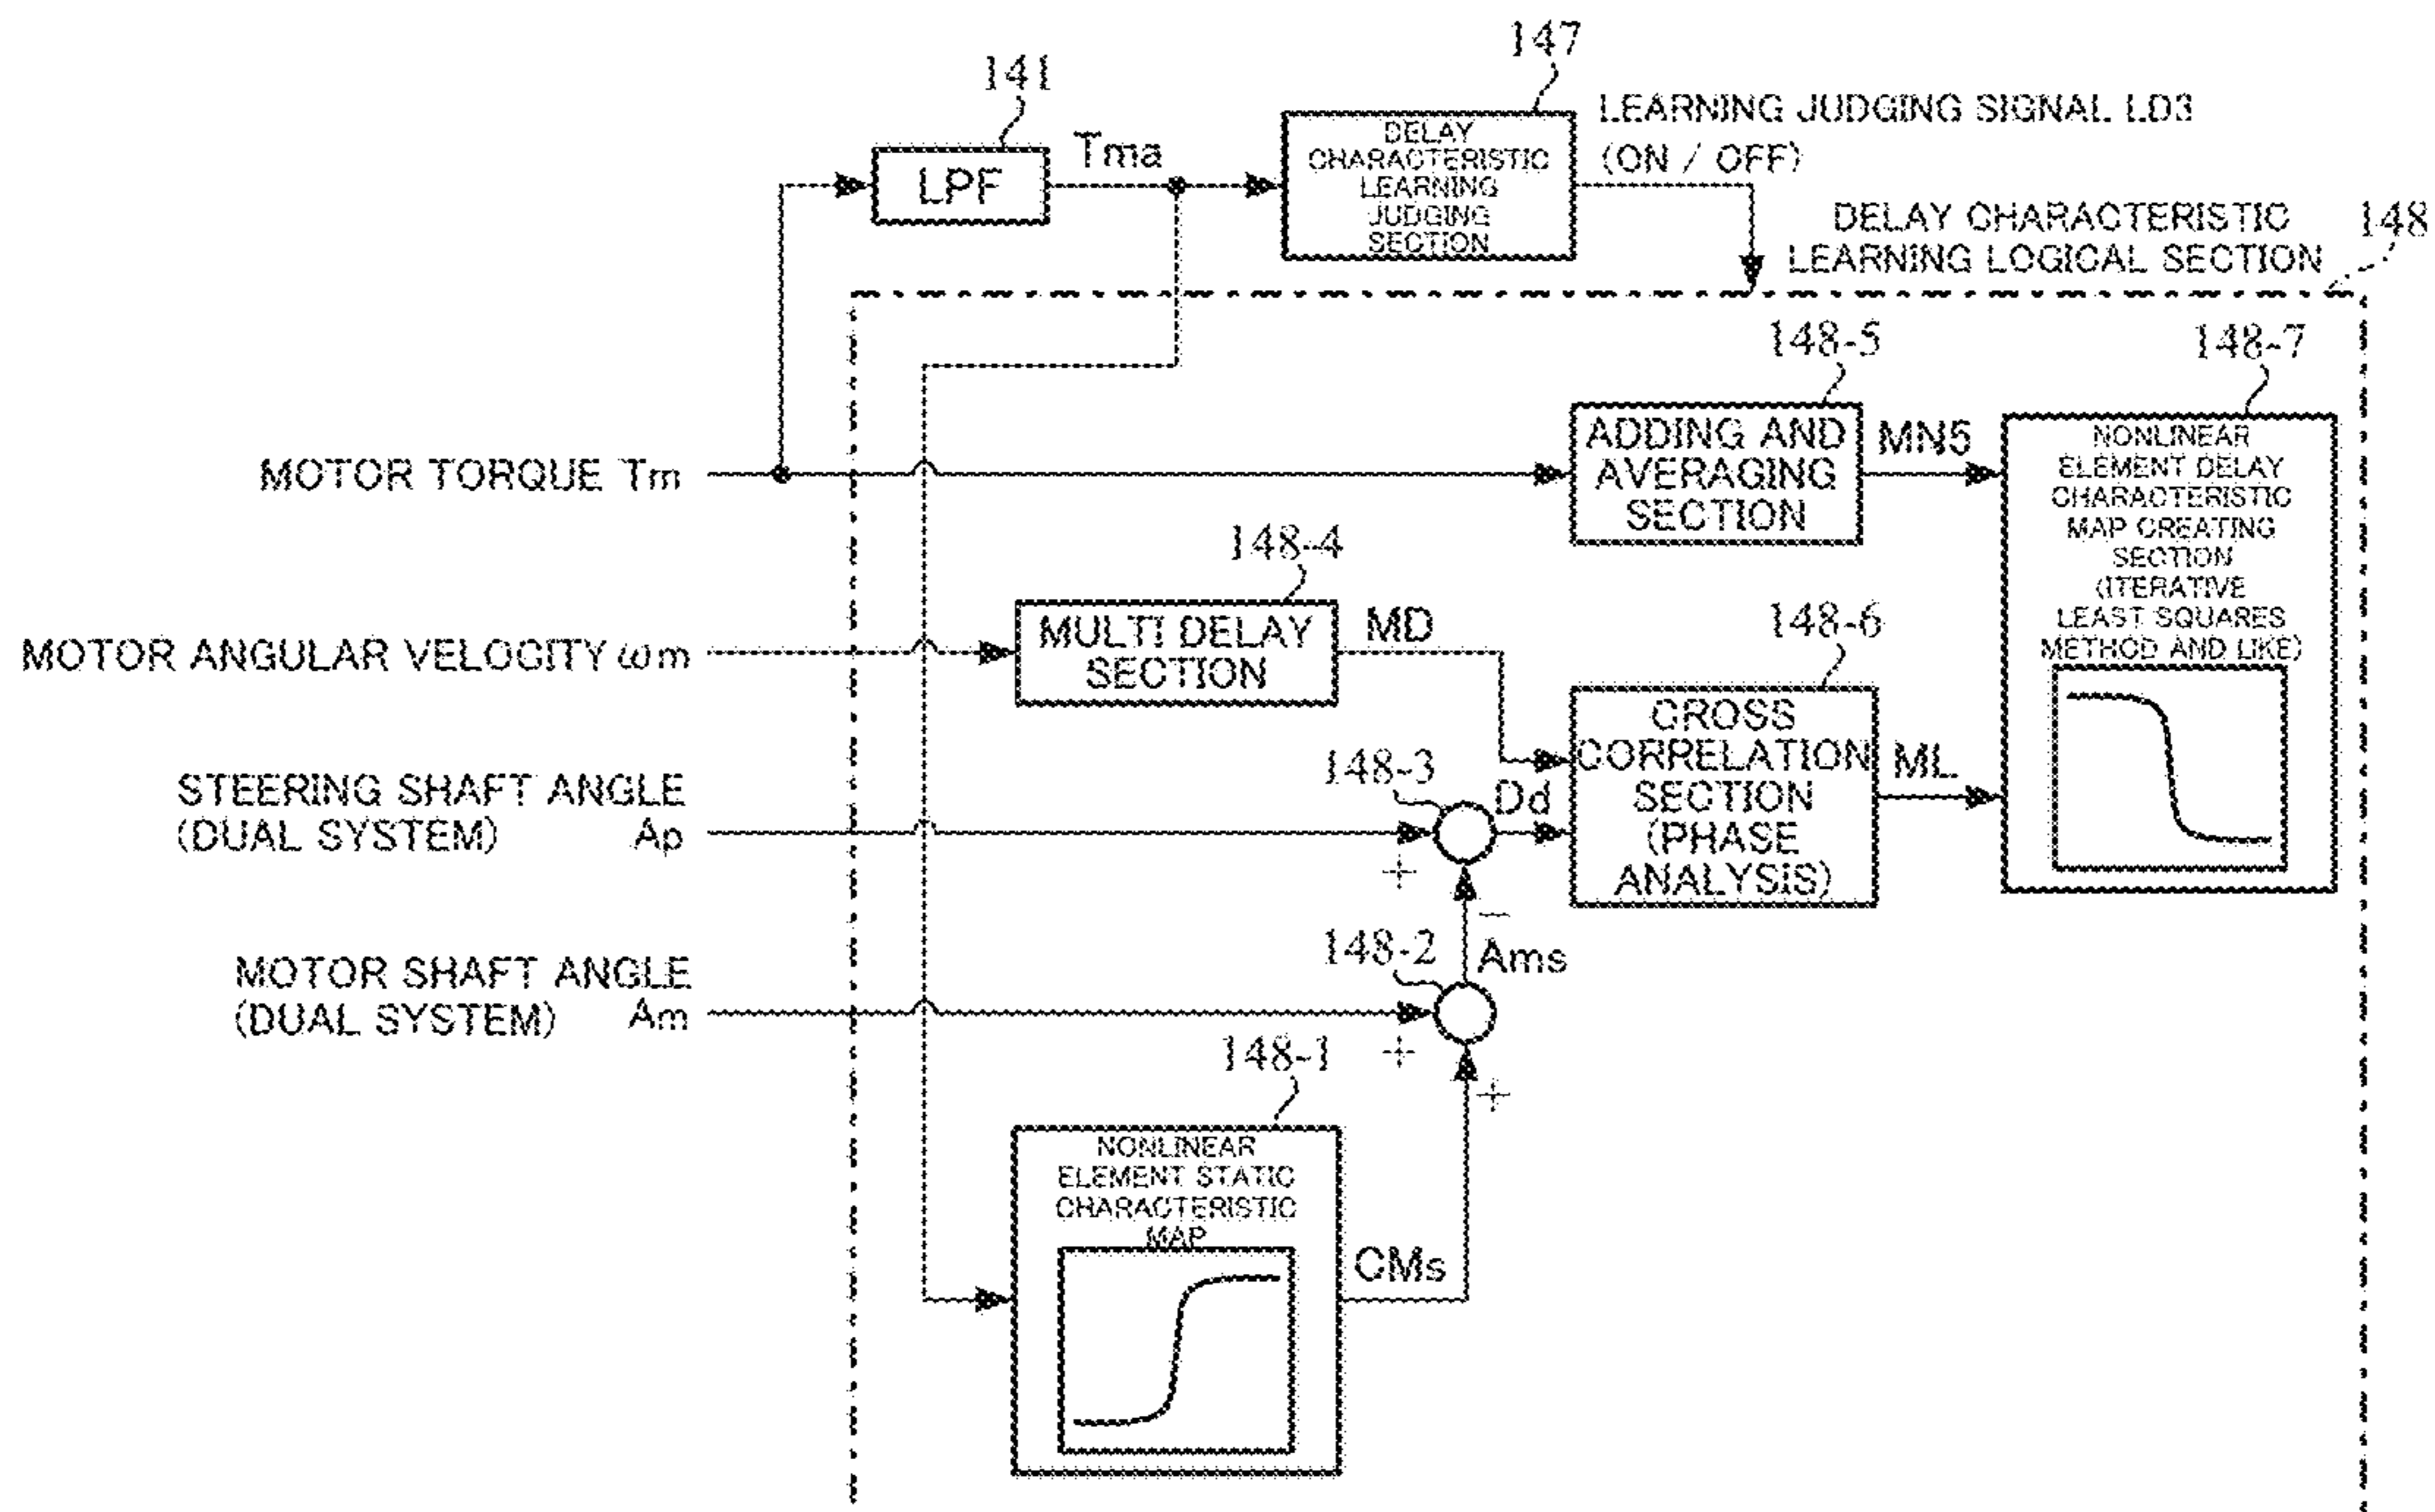 147
141
LEARNING JUDGING SIGNAL LD3
(ON / OFF)
Tma
LPF
DELAY
CHARACTERISTIC
LEARNING
JUDGING
SECTION
DELAY CHARACTERISTIC
LEARNING LOGICAL SECTION
148
148-5
148-7
MOTOR TORQUE Tm
ADDING AND
AVERAGING
SECTION
MN5
NONLINEAR
ELEMENT DELAY
CHARACTERISTIC
MAP CREATING
SECTION
(ITERATIVE
LEAST SQUARES
METHOD AND LIKE)
148-4
MOTOR ANGULAR VELOCITY ωm
MULTI DELAY
SECTION
MD
148-6
CROSS
CORRELATION
SECTION
(PHASE
ANALYSIS)
ML
148-3
Dd
STEERING SHAFT ANGLE
(DUAL SYSTEM) Ap
+
−
148-2
Ams
MOTOR SHAFT ANGLE
(DUAL SYSTEM) Am
+
+
148-1
NONLINEAR
ELEMENT STATIC
CHARACTERISTIC
MAP
CMs